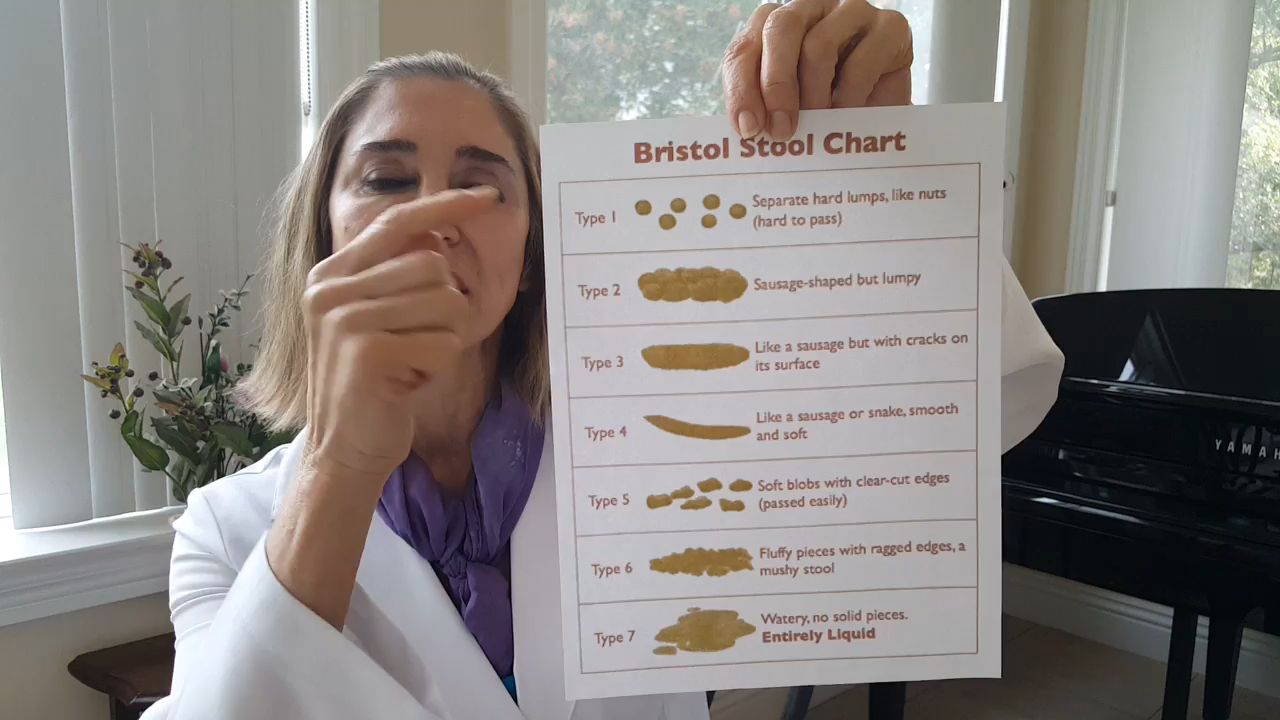 Bristol Stool Chart
Type 1
Separate hard lumps, like nuts
(hard to pass)
Type 2
Sausage-shaped but lumpy
Type 3
Like a sausage but with cracks on
its surface
Type 4
Like a sausage or snake, smooth
and soft
Type 5
Soft blobs with clear-cut edges
(passed easily)
Type 6
Fluffy pieces with ragged edges, a
mushy stool
Type 7
Watery, no solid pieces.
Entirely Liquid
YAMAH